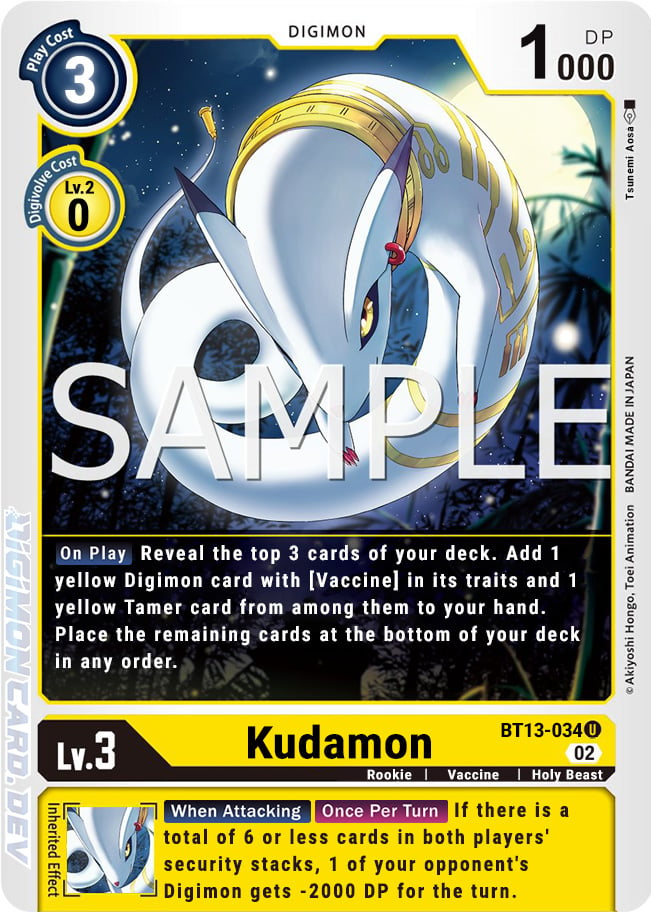 Play Cost
3
DIGIMON
DP
1000
Digivolve Cost
Lv.2
0
Tsunemi Aosa
SAMPLE
BANDAI MADE IN JAPAN
© Akiyoshi Hongo, Toei Animation
DIGIMONCARD.DEV
On Play Reveal the top 3 cards of your deck. Add 1
yellow Digimon card with [Vaccine] in its traits and 1
yellow Tamer card from among them to your hand.
Place the remaining cards at the bottom of your deck
in any order.
Lv.3
Kudamon
BT13-034 U
02
Rookie | Vaccine | Holy Beast
Inherited Effect
When Attacking Once Per Turn If there is a
total of 6 or less cards in both players'
security stacks, 1 of your opponent's
Digimon gets -2000 DP for the turn.